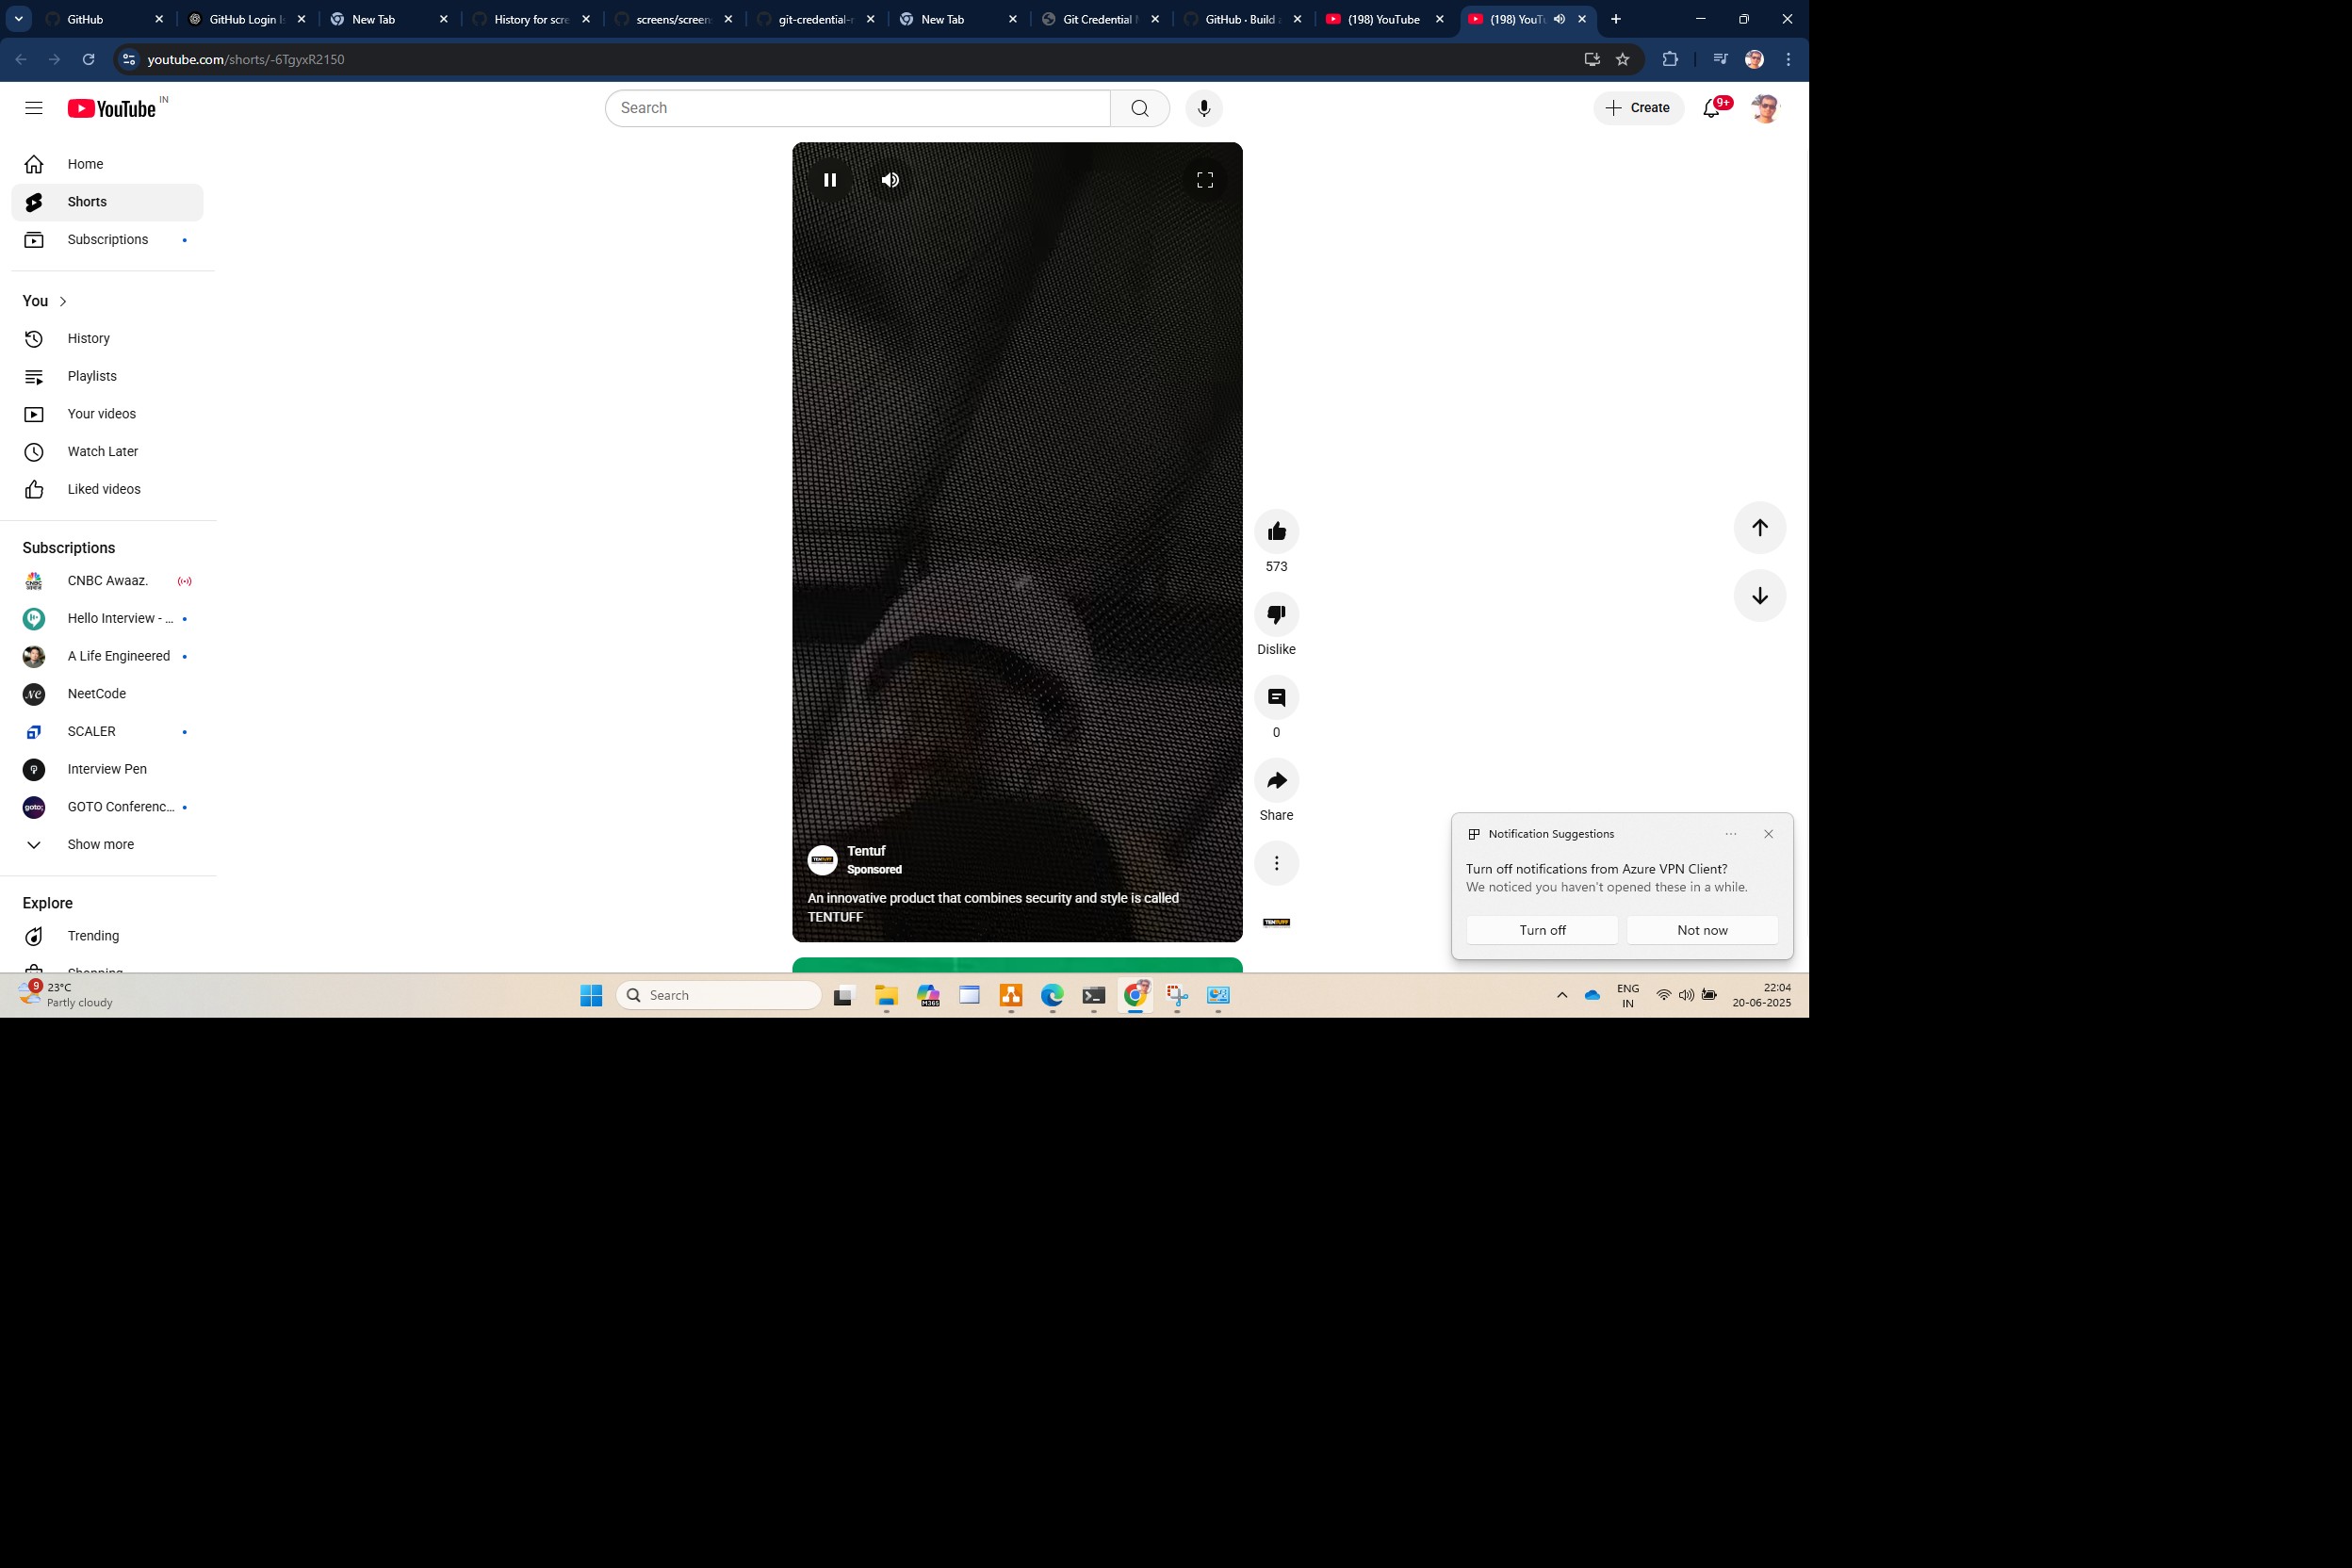 GitHub
GitHub Login Is
New Tab
History for scre
screens/screen
git-credential-
New Tab
Git Credential
GitHub · Build
(198) YouTube
(198) YouTu
youtube.com/shorts/-6TgyxR2150
YouTube IN
Search
Create
9+
Home
Shorts
Subscriptions
You
History
Playlists
Your videos
Watch Later
Liked videos
Subscriptions
CNBC Awaaz.
Hello Interview - ...
A Life Engineered
NeetCode
SCALER
Interview Pen
GOTO Conferenc...
Show more
Explore
Trending
Shopping
573
Dislike
0
Share
TENTUFF
Tentuf
Sponsored
An innovative product that combines security and style is called
TENTUFF
TENTUFF
Notification Suggestions
Turn off notifications from Azure VPN Client?
We noticed you haven't opened these in a while.
Turn off
Not now
9
23°C
Partly cloudy
Search
M365
ENG
IN
22:04
20-06-2025